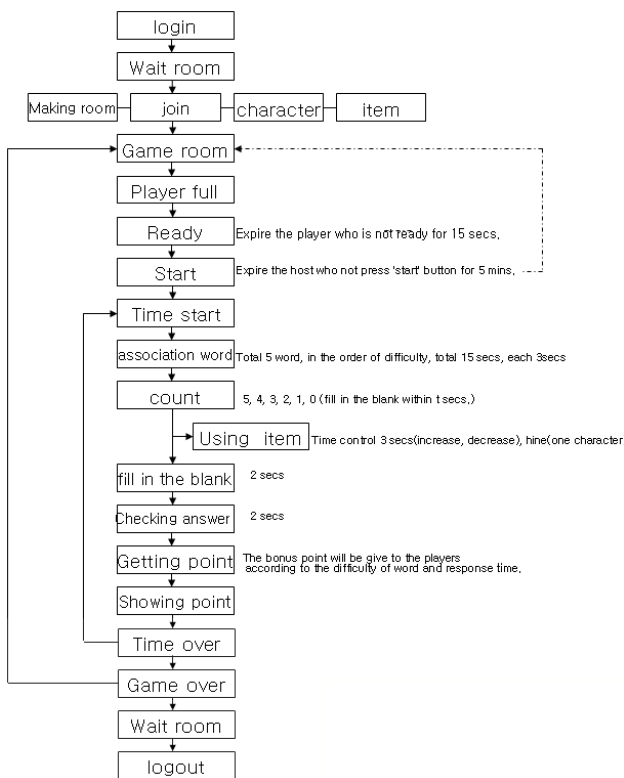 login
Wait room
Making room
join
character
item
Game room
Player full
Ready
Expire the player who is not ready for 15 secs.
Start
Expire the host who not press 'start' button for 5 mins.
Time start
association word
Total 5 word, in the order of difficulty, total 15 secs, each 3secs
count
5, 4, 3, 2, 1, 0 (fill in the blank within t secs.)
Using item
Time control 3 secs(increase, decrease), hine(one character
fill in the blank
2 secs
Checking answer
2 secs
Getting point
The bonus point will be give to the players
according to the difficulty of word and response time.
Showing point
Time over
Game over
Wait room
logout